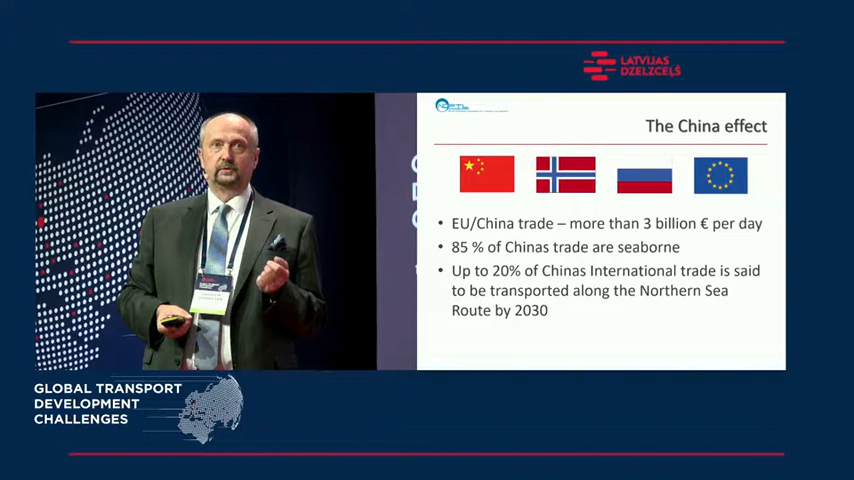 LATVIJAS
DZELZCEĻŠ
The China effect
• EU/China trade – more than 3 billion € per day
• 85 % of Chinas trade are seaborne
• Up to 20% of Chinas International trade is said
to be transported along the Northern Sea
Route by 2030
GLOBAL TRANSPORT
DEVELOPMENT
CHALLENGES